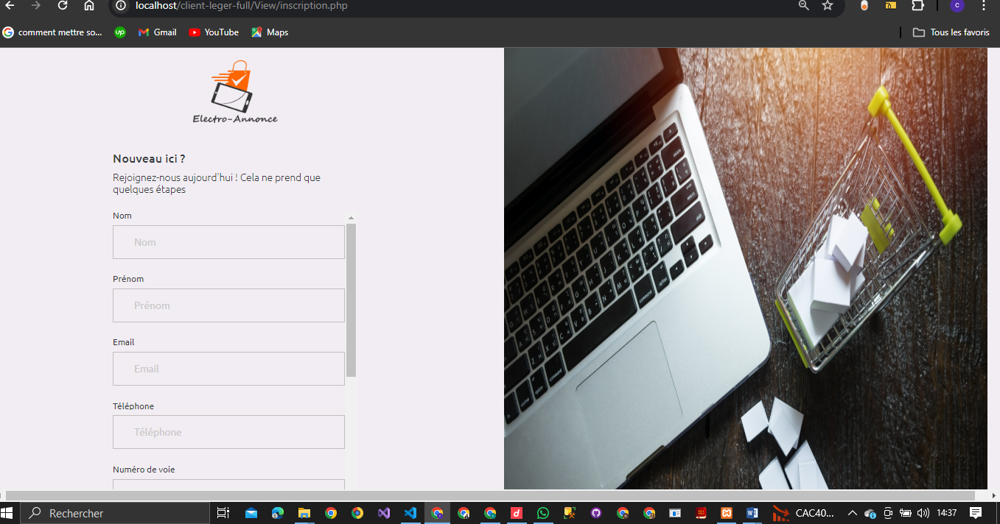 localhost/client-leger-full/View/inscription.php
C
comment mettre so...
up
Gmail
YouTube
Maps
Tous les favoris
Electro-Annonce
Nouveau ici ?
Rejoignez-nous aujourd'hui ! Cela ne prend que
quelques étapes
Nom
Nom
Prénom
Prénom
Email
Email
Téléphone
Téléphone
Numéro de voie
Rechercher
CAC40...
14:37